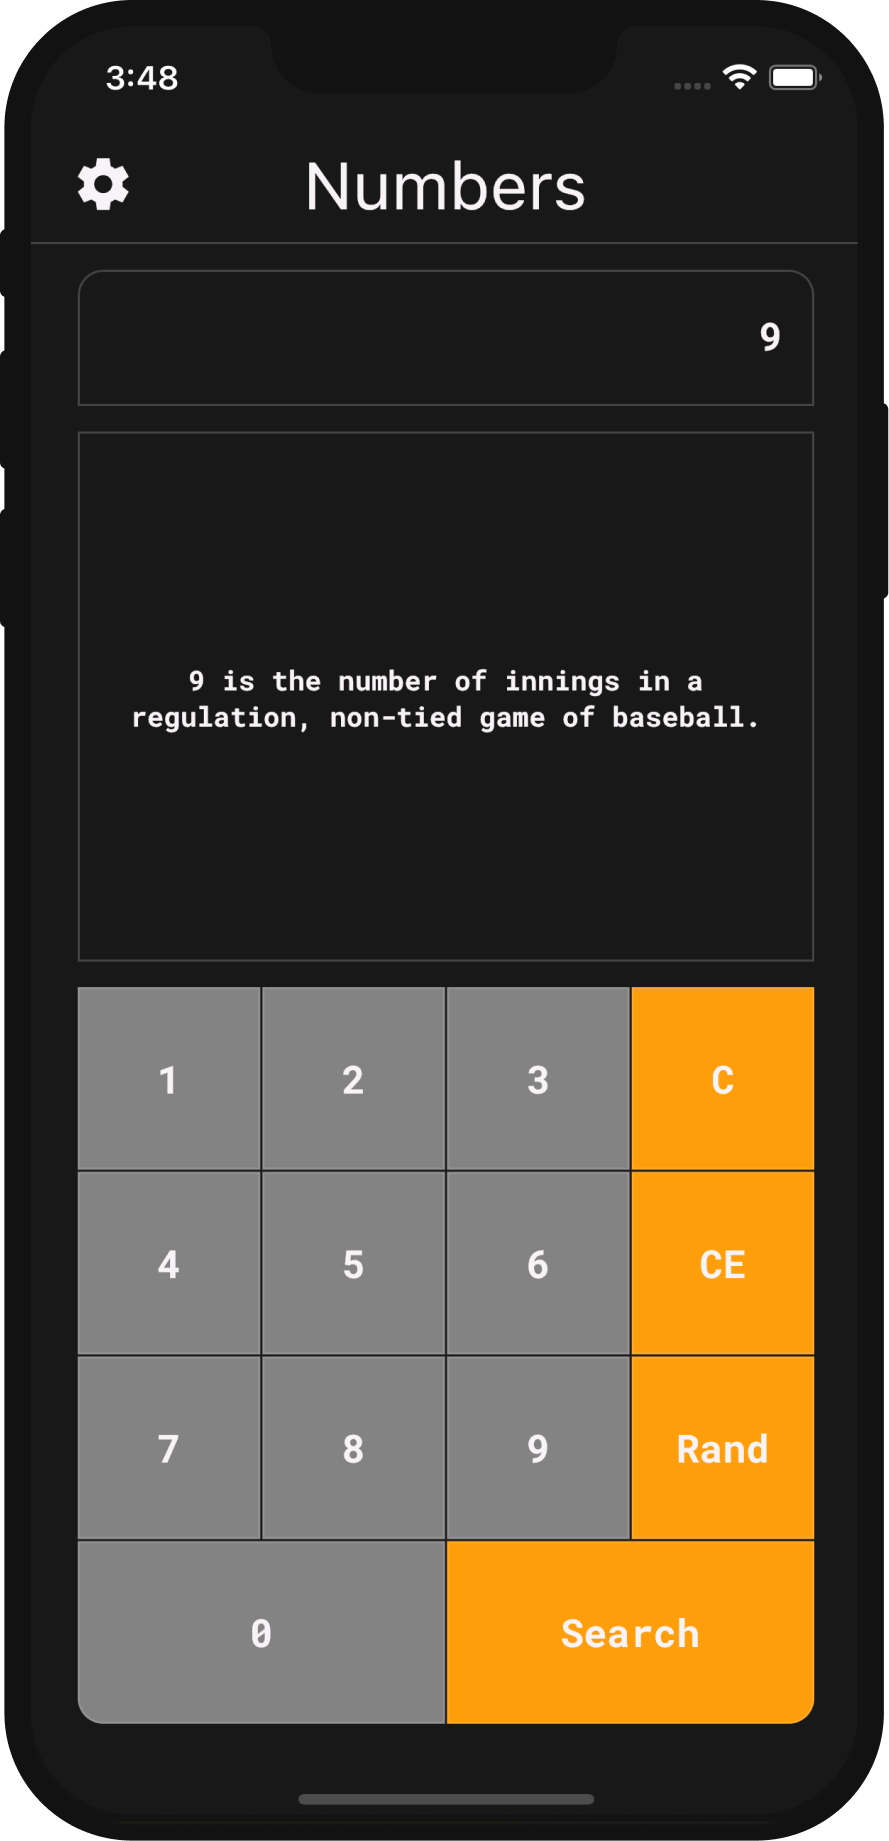 3:48
Numbers
9
9 is the number of innings in a
regulation, non-tied game of baseball.
1 2 3 C
4 5 6 CE
7 8 9 Rand
0 Search